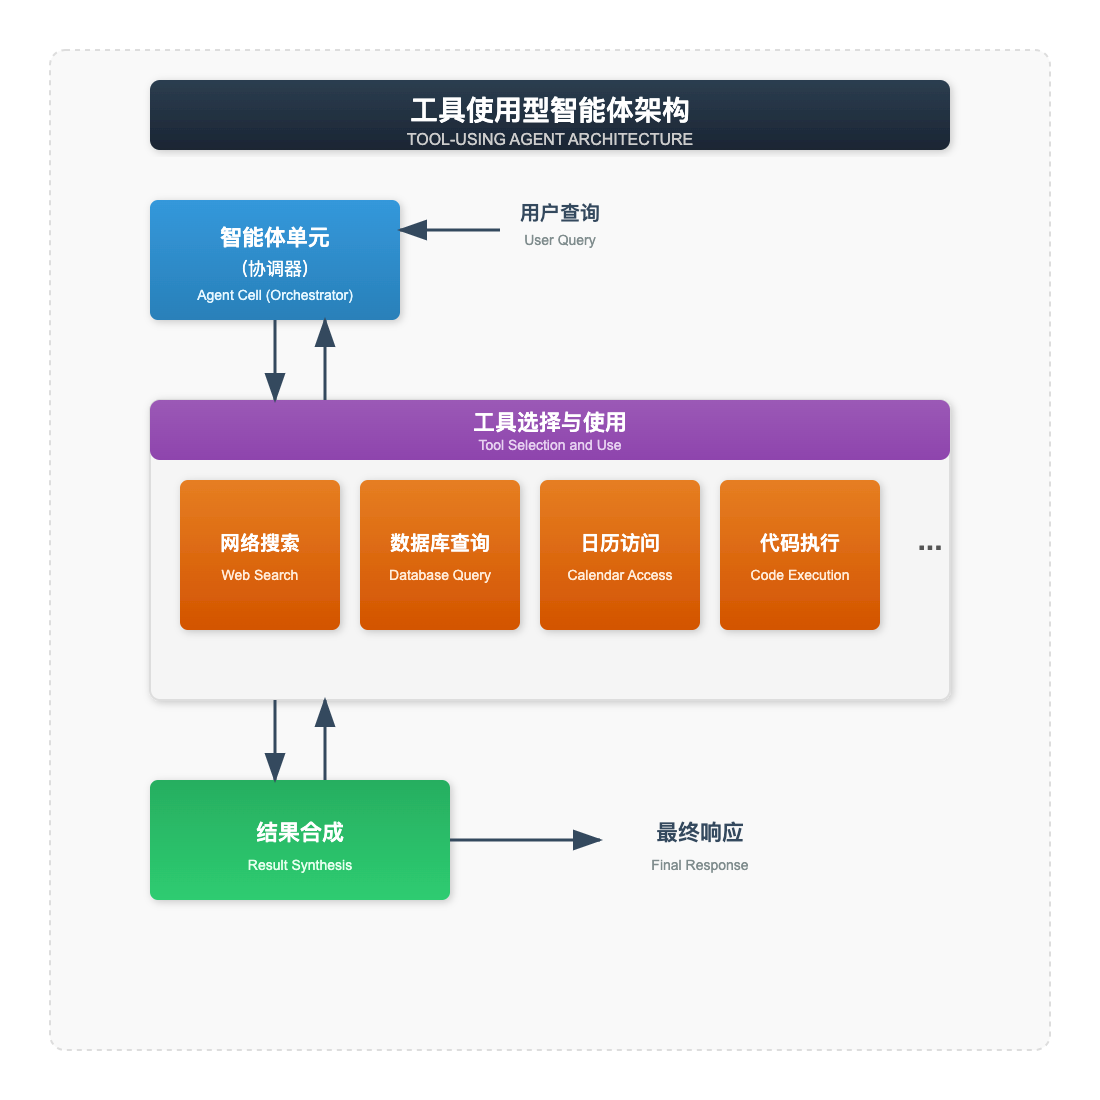 工具使用型智能体架构
TOOL-USING AGENT ARCHITECTURE
用户查询
User Query
智能体单元
(协调器)
Agent Cell (Orchestrator)
工具选择与使用
Tool Selection and Use
网络搜索
Web Search
数据库查询
Database Query
日历访问
Calendar Access
代码执行
Code Execution
...
结果合成
Result Synthesis
最终响应
Final Response